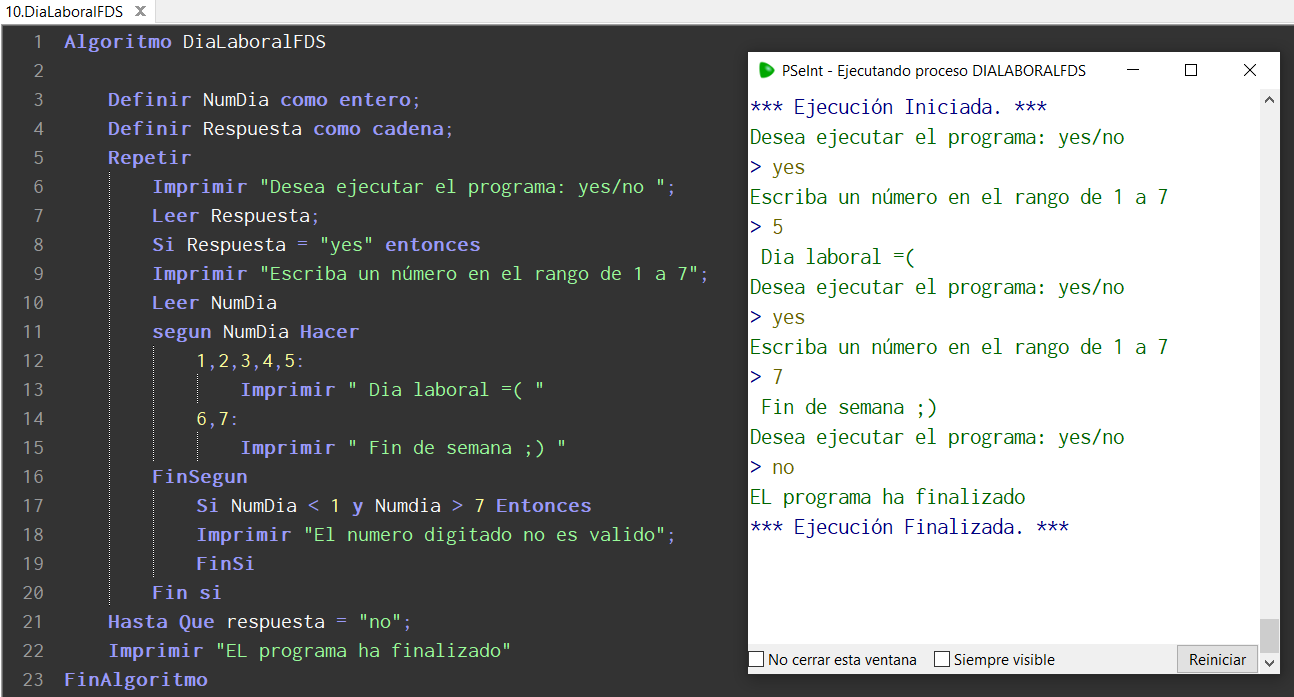 10.DiaLaboralFDS X
1 Algoritmo DiaLaboralFDS
2
3 Definir NumDia como entero;
4 Definir Respuesta como cadena;
5 Repetir
6 Imprimir "Desea ejecutar el programa: yes/no ";
7 Leer Respuesta;
8 Si Respuesta = "yes" entonces
9 Imprimir "Escriba un número en el rango de 1 a 7";
10 Leer NumDia
11 segun NumDia Hacer
12 1,2,3,4,5:
13 Imprimir " Dia laboral =( "
14 6,7:
15 Imprimir " Fin de semana ;) "
16 FinSegun
17 Si NumDia < 1 y Numdia > 7 Entonces
18 Imprimir "El numero digitado no es valido";
19 FinSi
20 Fin si
21 Hasta Que respuesta = "no";
22 Imprimir "EL programa ha finalizado"
23 FinAlgoritmo
PSeInt - Ejecutando proceso DIALABORALFDS
*** Ejecución Iniciada. ***
Desea ejecutar el programa: yes/no
> yes
Escriba un número en el rango de 1 a 7
> 5
Dia laboral =(
Desea ejecutar el programa: yes/no
> yes
Escriba un número en el rango de 1 a 7
> 7
Fin de semana ;)
Desea ejecutar el programa: yes/no
> no
EL programa ha finalizado
*** Ejecución Finalizada. ***
No cerrar esta ventana Siempre visible Reiniciar